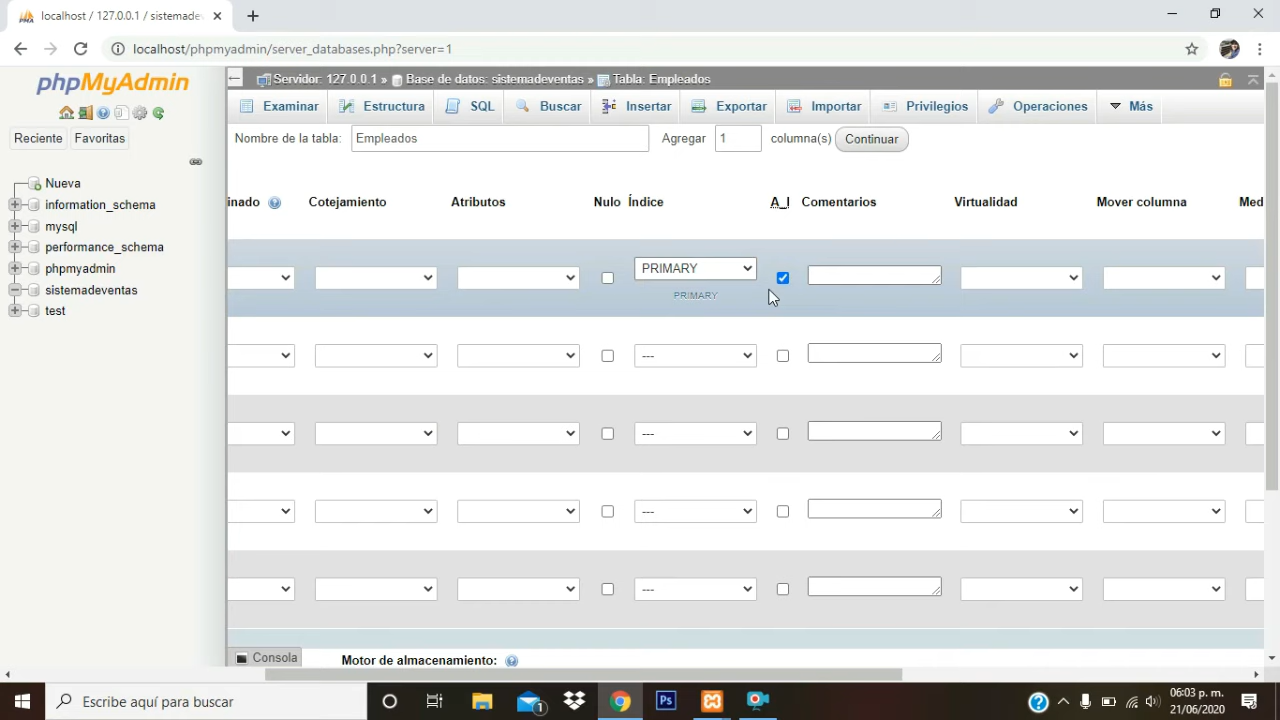 localhost / 127.0.0.1 / sistemadev
localhost/phpmyadmin/server_databases.php?server=1
phpMyAdmin
Servidor: 127.0.0.1 » Base de datos: sistemadeventas » Tabla: Empleados
Examinar Estructura SQL Buscar Insertar Exportar Importar Privilegios Operaciones Más
Reciente Favoritas
Nombre de la tabla: Empleados Agregar 1 columna(s) Continuar
Nueva
information_schema
mysql
performance_schema
phpmyadmin
sistemadeventas
test
inado Cotejamiento Atributos Nulo Índice A_I Comentarios Virtualidad Mover columna Med
PRIMARY
PRIMARY
---
---
---
---
Consola
Motor de almacenamiento:
Escribe aquí para buscar
Ps
1
06:03 p. m.
21/06/2020